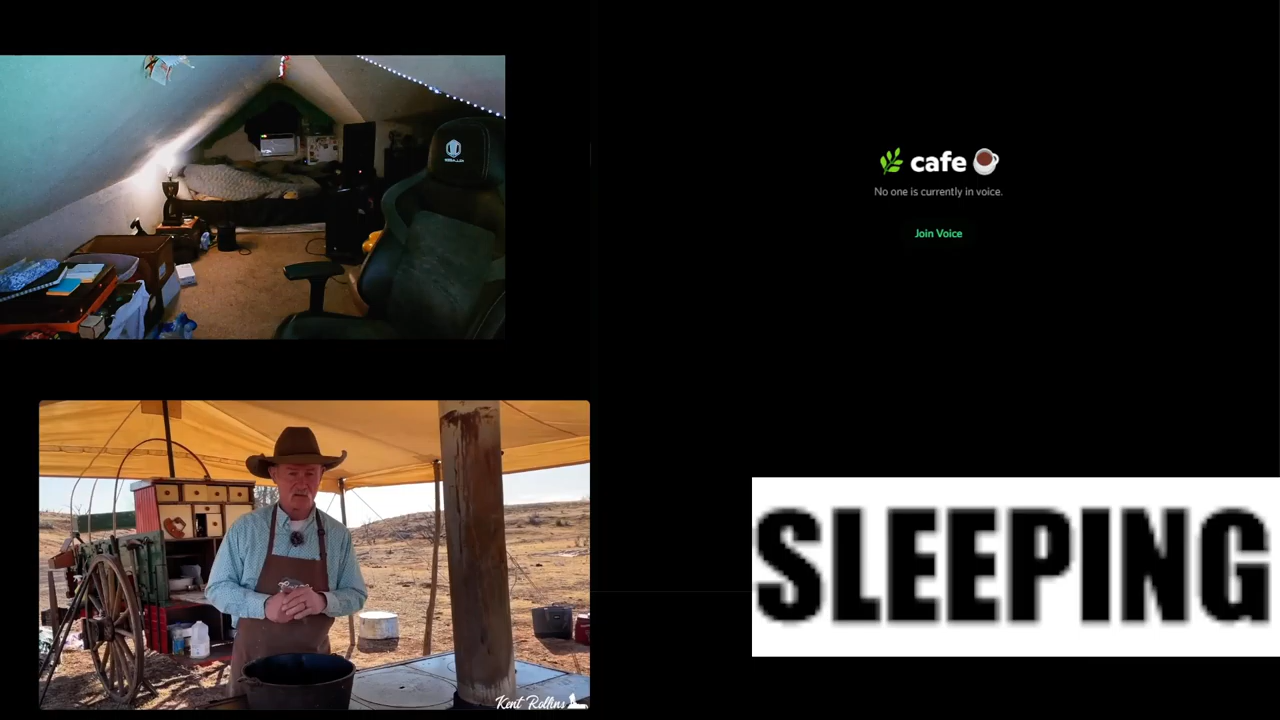 cafe
No one is currently in voice.
Join Voice
SLEEPING
Kent Rollins